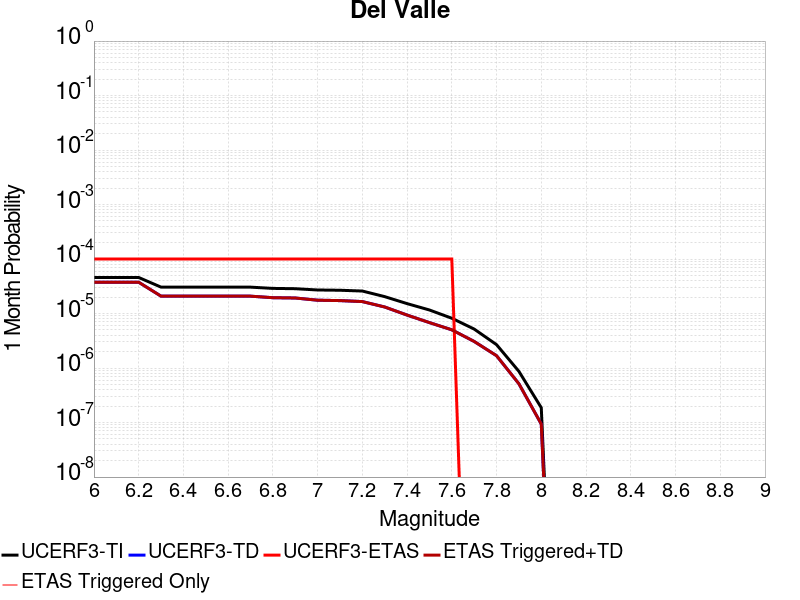 Del Valle
10^0
10^-1
10^-2
10^-3
10^-4
10^-5
10^-6
10^-7
10^-8
1 Month Probability
6 6.2 6.4 6.6 6.8 7 7.2 7.4 7.6 7.8 8 8.2 8.4 8.6 8.8 9
Magnitude
UCERF3-TI UCERF3-TD UCERF3-ETAS ETAS Triggered+TD
ETAS Triggered Only